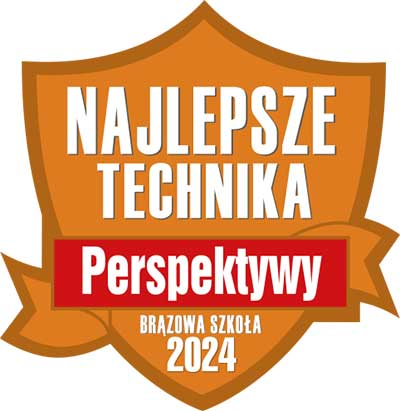 NAJLEPSZE
TECHNIKA
Perspektywy
BRĄZOWA SZKOŁA
2024